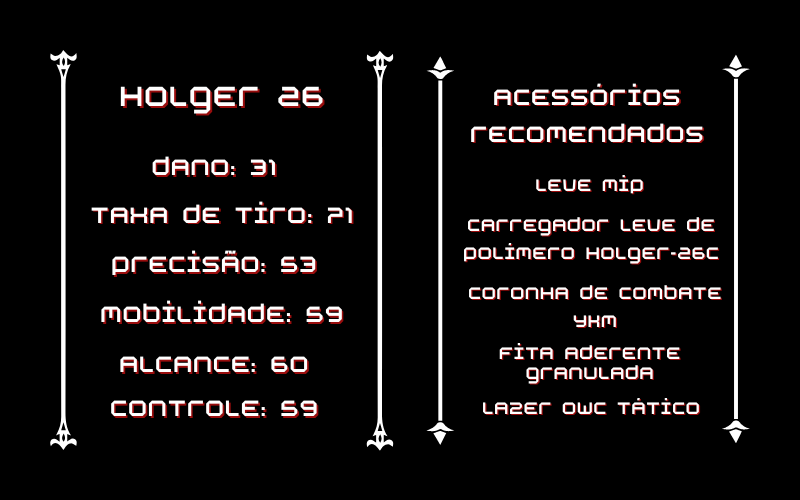 HOLGER 26
DANO: 31
TAXA DE TIRO: 71
PRECISÃO: 53
MOBILIDADE: 59
ALCANCE: 60
CONTROLE: 59
ACESSÓRIOS
RECOMENDADOS
LEVE MIP
CARREGADOR LEVE DE
POLÍMERO HOLGER-26C
CORONHA DE COMBATE
YKM
FITA ADERENTE
GRANULADA
LAZER OWC TÁTICO